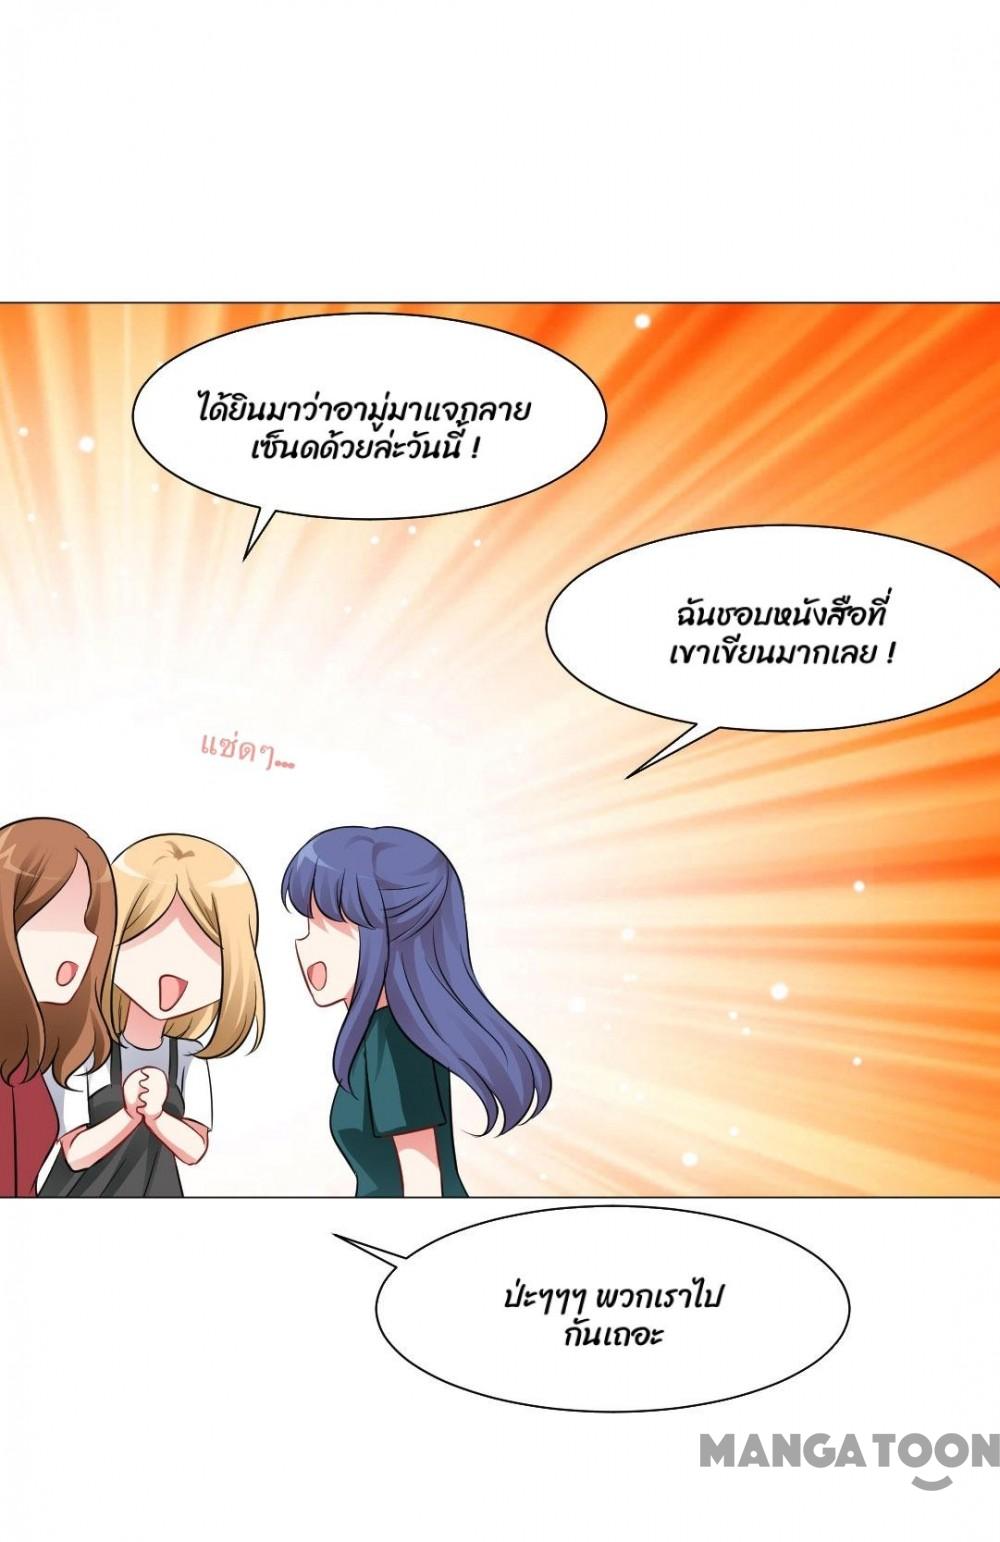 ได้ยินมาว่าอามู่มาแจกลาย
เซ็นดด้วยล่ะวันนี้ !
ฉันชอบหนังสือที่
เขาเขียนมากเลย !
แซ่ดๆ...
ป่ะๆๆๆ พวกเราไป
กันเถอะ
MANGATOON